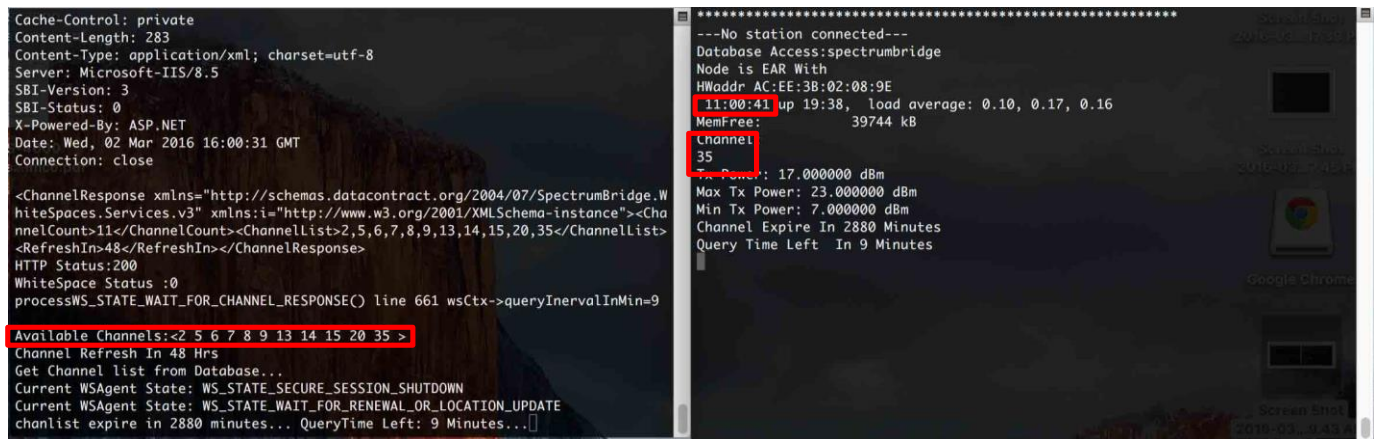 Cache-Control: private
Content-Length: 283
Content-Type: application/xml; charset=utf-8
Server: Microsoft-IIS/8.5
SBI-Version: 3
SBI-Status: 0
X-Powered-By: ASP.NET
Date: Wed, 02 Mar 2016 16:00:31 GMT
Connection: close
<ChannelResponse xmlns="http://schemas.datacontract.org/2004/07/SpectrumBridge.W
hiteSpaces.Services.v3" xmlns:i="http://www.w3.org/2001/XMLSchema-instance"><Cha
nnelCount>11</ChannelCount><ChannelList>2,5,6,7,8,9,13,14,15,20,35</ChannelList>
<RefreshIn>48</RefreshIn></ChannelResponse>
HTTP Status:200
WhiteSpace Status :0
processWS_STATE_WAIT_FOR_CHANNEL_RESPONSE() line 661 wsCtx->queryInervalInMin=9
Available Channels:<2 5 6 7 8 9 13 14 15 20 35 >
Channel Refresh In 48 Hrs
Get Channel list from Database...
Current WSAgent State: WS_STATE_SECURE_SESSION_SHUTDOWN
Current WSAgent State: WS_STATE_WAIT_FOR_RENEWAL_OR_LOCATION_UPDATE
chanlist expire in 2880 minutes... QueryTime Left: 9 Minutes...
************************************************************
---No station connected---
Database Access:spectrumbridge
Node is EAR With
HWaddr AC:EE:3B:02:08:9E
11:00:41 up 19:38, load average: 0.10, 0.17, 0.16
MemFree: 39744 kB
Channel
35
Tx Power: 17.000000 dBm
Max Tx Power: 23.000000 dBm
Min Tx Power: 7.000000 dBm
Channel Expire In 2880 Minutes
Query Time Left In 9 Minutes
Screen Shot
Google Chrome
Screen Shot